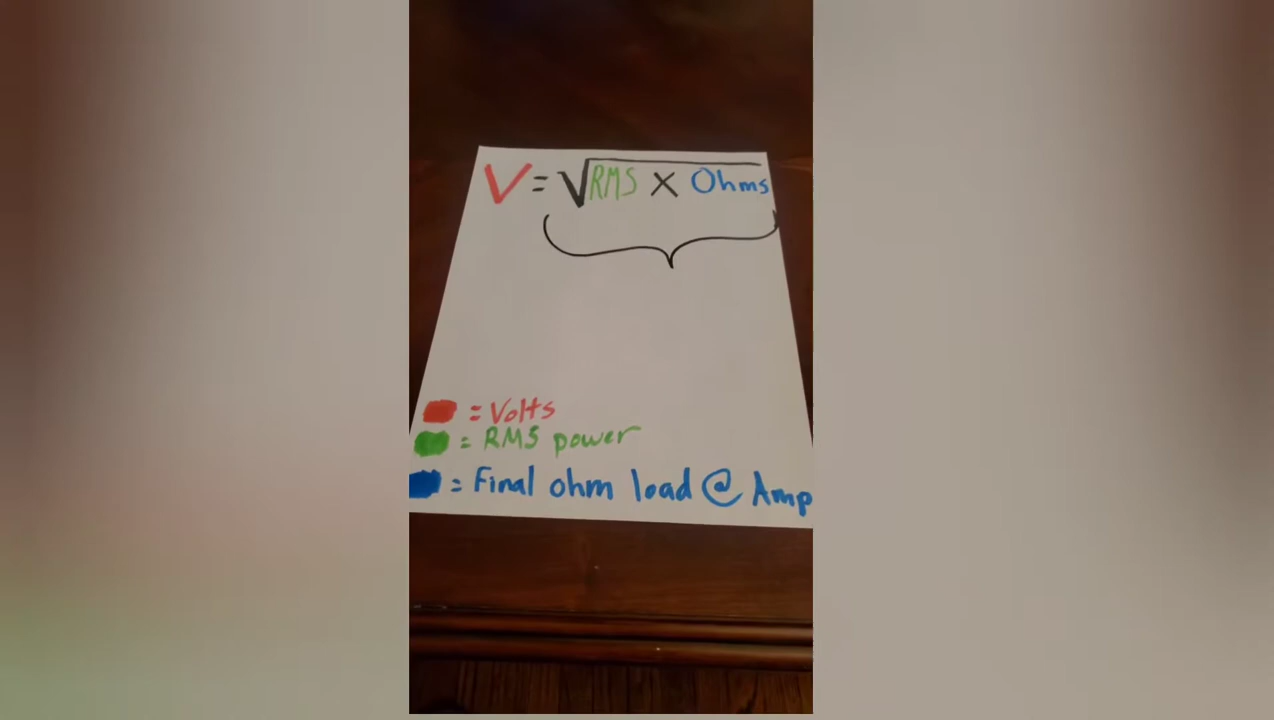 V = √RMS × Ohms
= Volts
= RMS power
= Final ohm load @ Amp